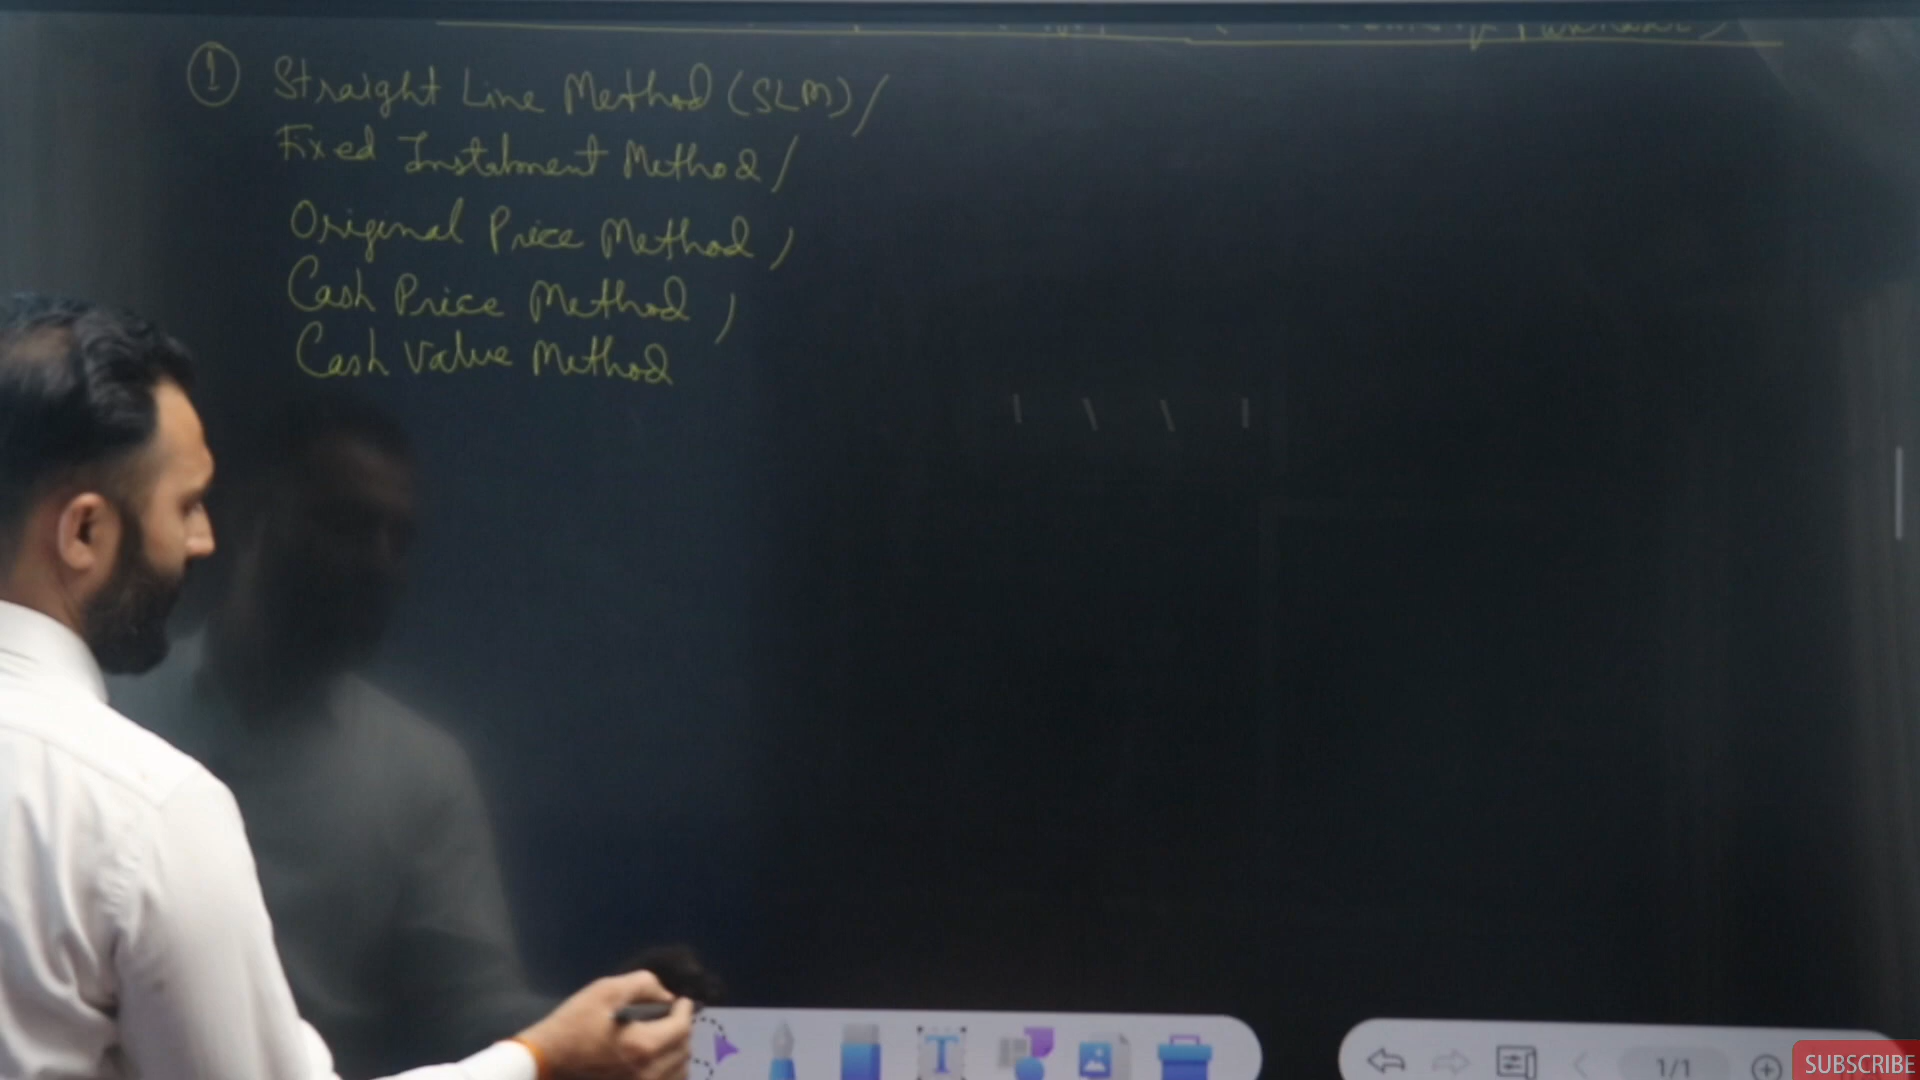 ① Straight Line Method (SLM) /
Fixed Instalment Method /
Original Price Method /
Cash Price Method /
Cash Value Method
1/1
SUBSCRIBE